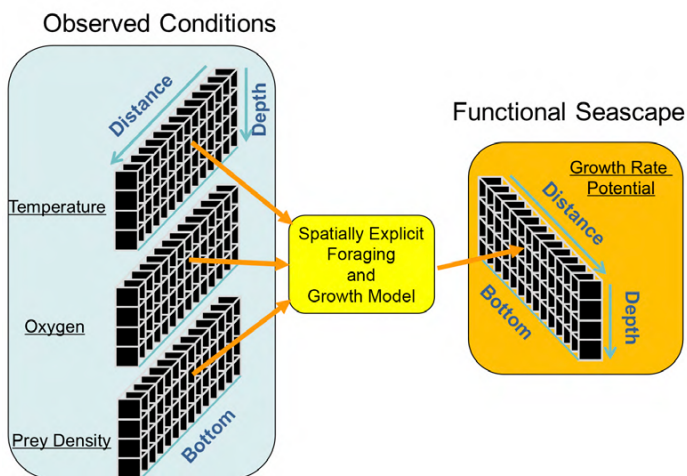 Observed Conditions
Distance
Depth
Temperature
Oxygen
Prey Density
Bottom
Spatially Explicit
Foraging
and
Growth Model
Functional Seascape
Growth Rate
Potential
Distance
Bottom
Depth